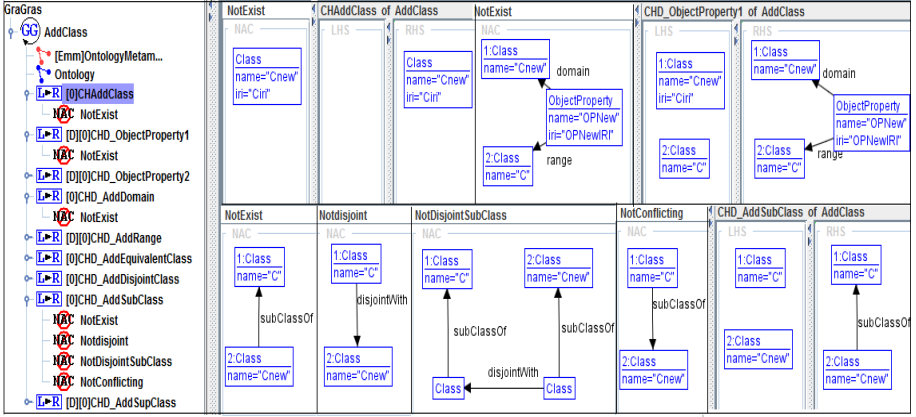 GraGras
GG AddClass
[Emm]OntologyMetam...
Ontology
L R [0]CHAddClass
NAC NotExist
L R [D][0]CHD_ObjectProperty1
NAC NotExist
L R [D][0]CHD_ObjectProperty2
L R [0]CHD_AddDomain
NAC NotExist
L R [D][0]CHD_AddRange
L R [0]CHD_AddEquivalentClass
L R [0]CHD_AddDisjointClass
L R [0]CHD_AddSubClass
NAC NotExist
NAC Notdisjoint
NAC NotDisjointSubClass
NAC NotConflicting
L R [D][0]CHD_AddSupClass
NotExist
NAC
Class
name="Cnew"
iri="Ciri"
CHAddClass of AddClass
LHS
RHS
Class
name="Cnew"
iri="Ciri"
NotExist
NAC
1:Class
name="Cnew"
domain
ObjectProperty
name="OPNew"
iri="OPNewIRI"
2:Class
name="C"
range
CHD_ObjectProperty1 of AddClass
LHS
1:Class
name="Cnew"
iri="Ciri"
2:Class
name="C"
RHS
1:Class
name="Cnew"
domain
ObjectProperty
name="OPNew"
iri="OPNewIRI"
2:Class
name="C"
range
NotExist
NAC
1:Class
name="C"
subClassOf
2:Class
name="Cnew"
Notdisjoint
NAC
1:Class
name="C"
disjointWith
2:Class
name="Cnew"
NotDisjointSubClass
NAC
1:Class
name="C"
2:Class
name="Cnew"
subClassOf
subClassOf
disjointWith
Class
Class
NotConflicting
NAC
1:Class
name="C"
subClassOf
2:Class
name="Cnew"
CHD_AddSubClass of AddClass
LHS
1:Class
name="C"
2:Class
name="Cnew"
RHS
1:Class
name="C"
subClassOf
2:Class
name="Cnew"